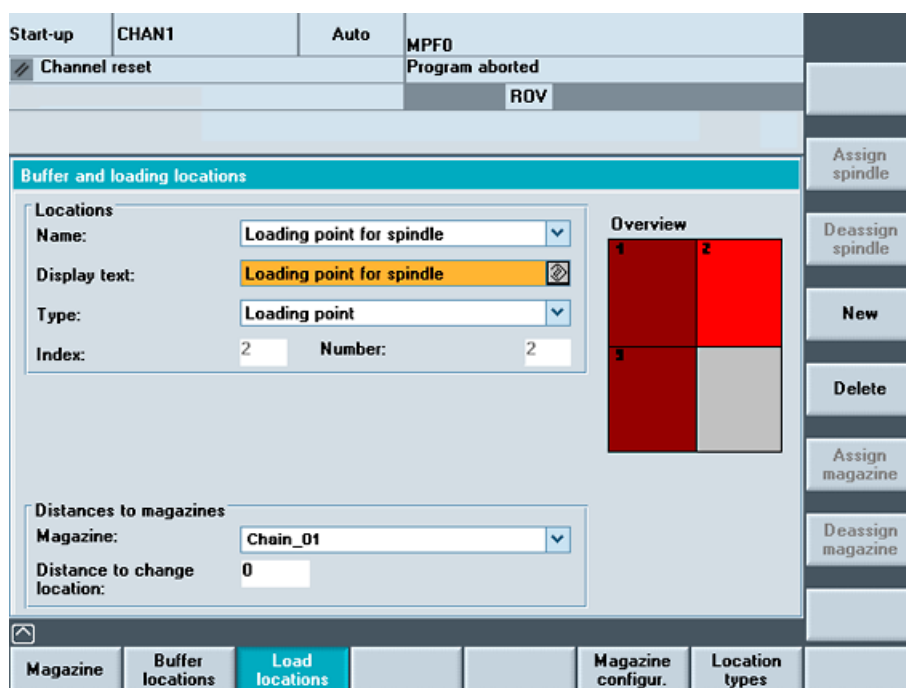 Start-up
CHAN1
Auto
MPF0
Channel reset
Program aborted
ROV
Buffer and loading locations
Locations
Name:
Loading point for spindle
Display text:
Loading point for spindle
Type:
Loading point
Index:
2
Number:
2
Overview
1
2
3
Distances to magazines
Magazine:
Chain_01
Distance to change
location:
0
Assign
spindle
Deassign
spindle
New
Delete
Assign
magazine
Deassign
magazine
Magazine
Buffer
locations
Load
locations
Magazine
configur.
Location
types